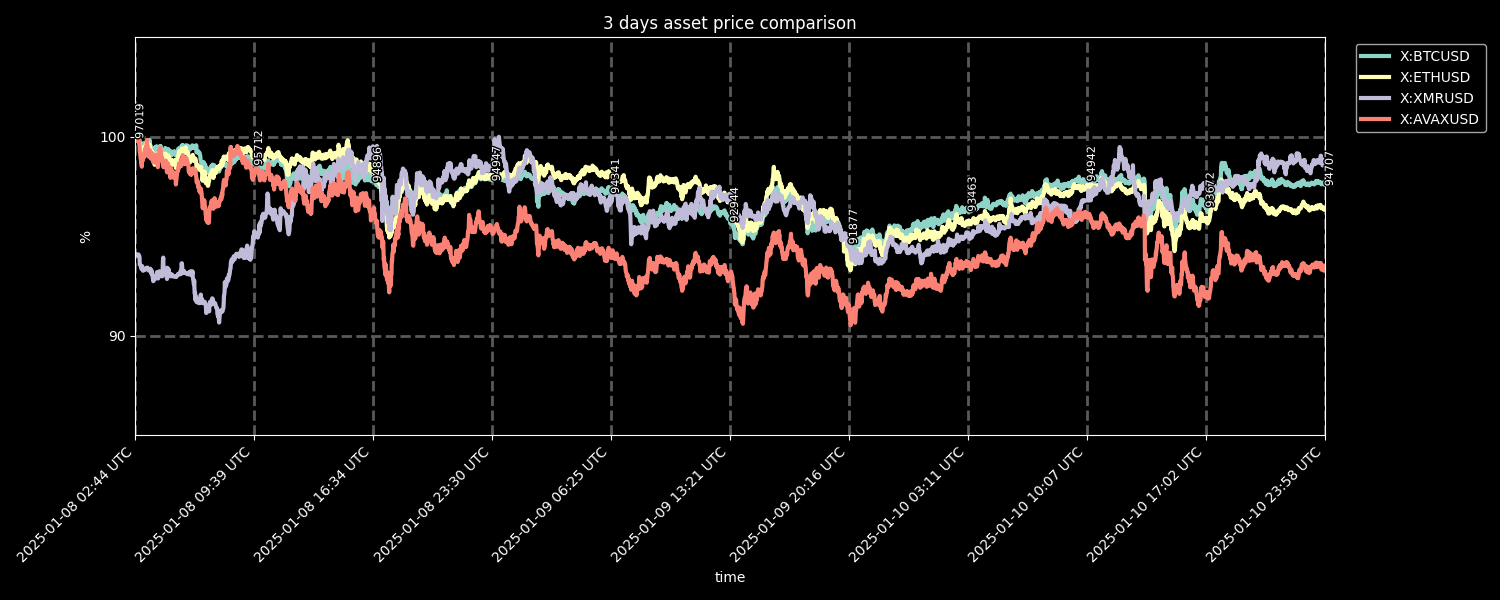 3 days asset price comparison
X:BTCUSD
X:ETHUSD
X:XMRUSD
X:AVAXUSD
100
90
%
97019
95712
94896
94947
94311
92944
91877
93463
94942
93672
94707
2025-01-08 02:44 UTC
2025-01-08 09:39 UTC
2025-01-08 16:34 UTC
2025-01-08 23:30 UTC
2025-01-09 06:25 UTC
2025-01-09 13:21 UTC
2025-01-09 20:16 UTC
2025-01-10 03:11 UTC
2025-01-10 10:07 UTC
2025-01-10 17:02 UTC
2025-01-10 23:58 UTC
time